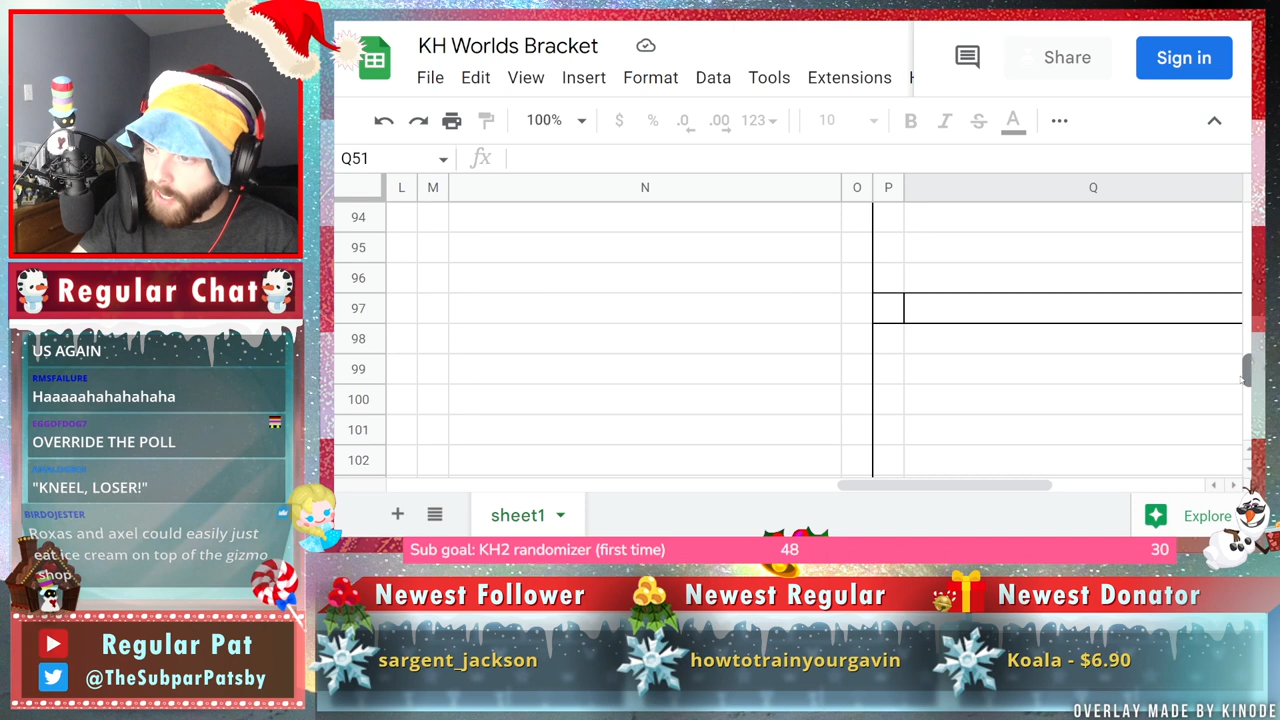 KH Worlds Bracket
File Edit View Insert Format Data Tools Extensions
Share
Sign in
100% $ % .0 .00 123 10 B I S A
Q51 fx
L M N O P Q
94
95
96
97
98
99
100
101
102
sheet1
Explore
Regular Chat
US AGAIN
RMSFAILURE
Haaaaahahahahaha
EGGOFDOG7
OVERRIDE THE POLL
"KNEEL, LOSER!"
BIRDOJESTER
Roxas and axel could easily just
eat ice cream on top of the gizmo
shop
Regular Pat
@TheSubparPatsby
Sub goal: KH2 randomizer (first time) 48 30
Newest Follower
sargent_jackson
Newest Regular
howtotrainyourgavin
Newest Donator
Koala - $6.90
OVERLAY MADE BY KINODE